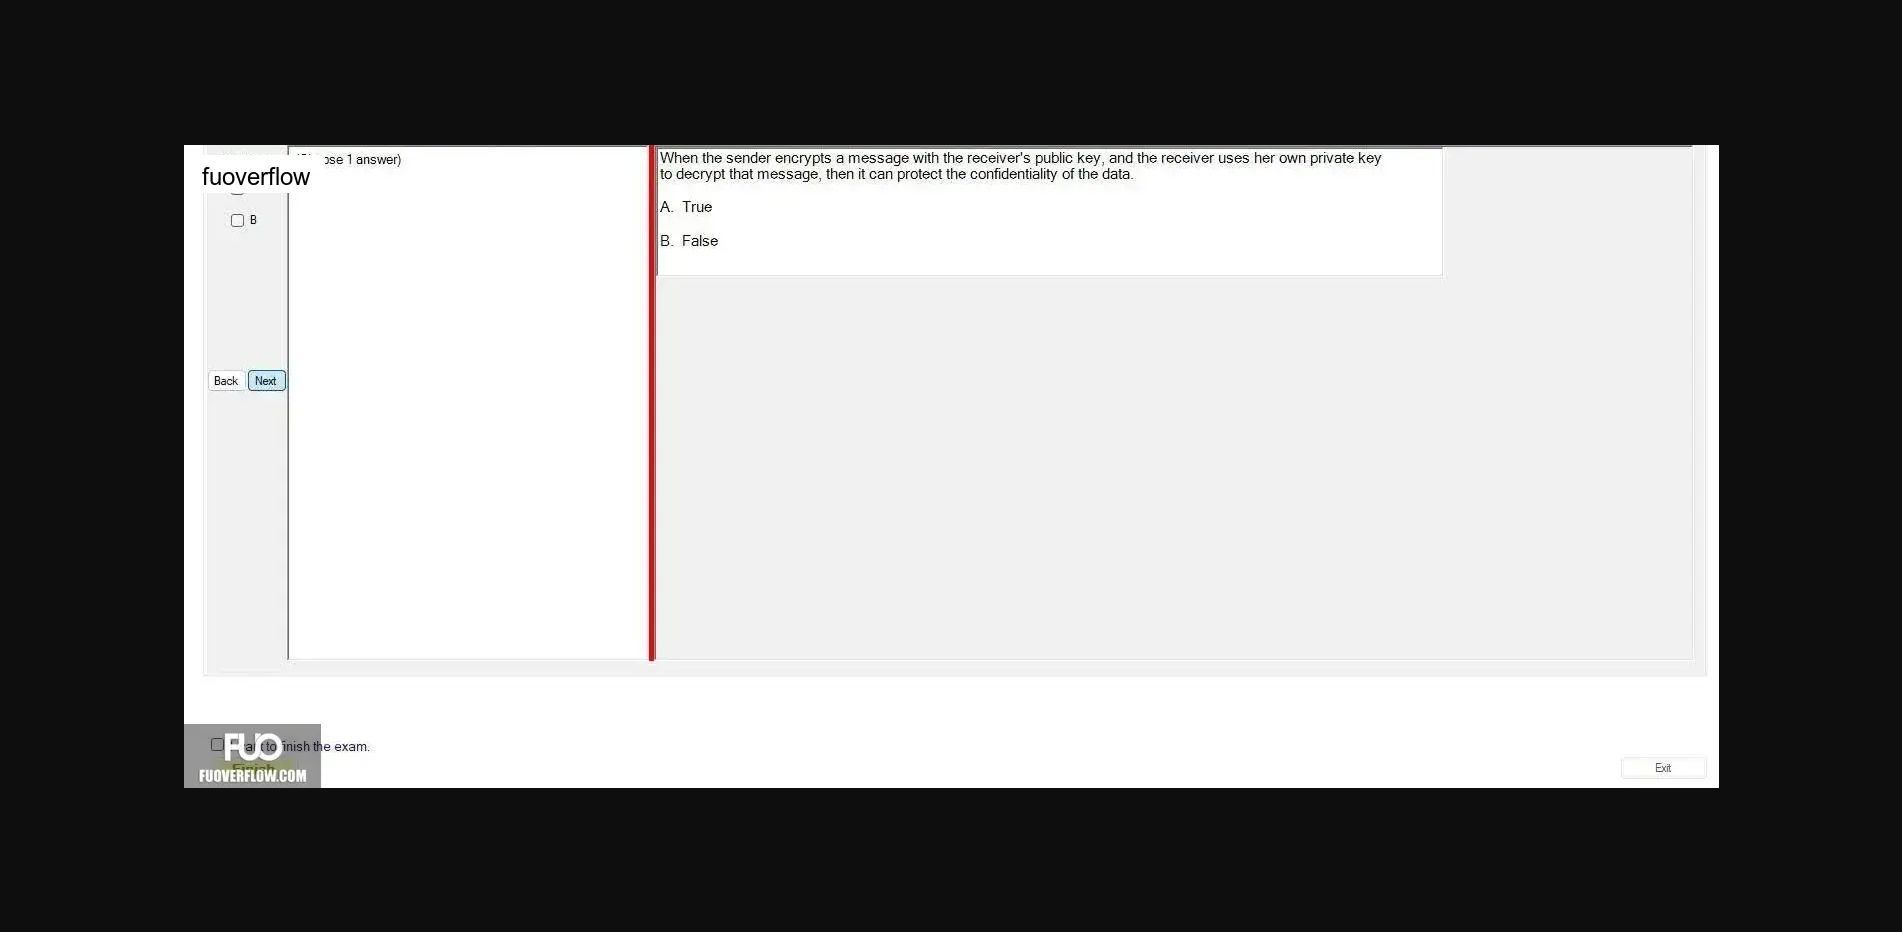 ose 1 answer)
fuoverflow
B
Back Next
When the sender encrypts a message with the receiver's public key, and the receiver uses her own private key
to decrypt that message, then it can protect the confidentiality of the data.
A. True
B. False
to finish the exam.
FUO
Finish
FUOVERFLOW.COM
Exit